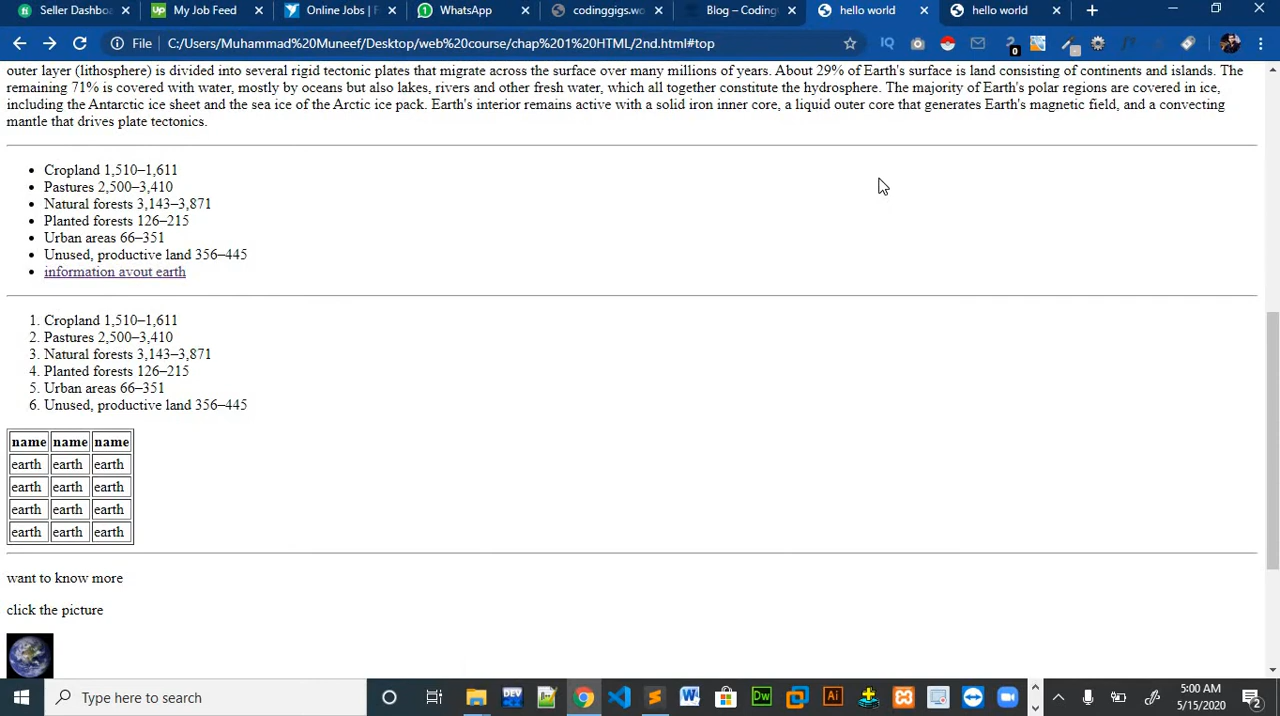 Seller Dashbo
My Job Feed
Online Jobs | F
WhatsApp
codinggigs.wo
Blog – Coding
hello world
hello world
File
C:/Users/Muhammad%20Muneef/Desktop/web%20course/chap%201%20HTML/2nd.html#top
outer layer (lithosphere) is divided into several rigid tectonic plates that migrate across the surface over many millions of years. About 29% of Earth's surface is land consisting of continents and islands. The
remaining 71% is covered with water, mostly by oceans but also lakes, rivers and other fresh water, which all together constitute the hydrosphere. The majority of Earth's polar regions are covered in ice,
including the Antarctic ice sheet and the sea ice of the Arctic ice pack. Earth's interior remains active with a solid iron inner core, a liquid outer core that generates Earth's magnetic field, and a convecting
mantle that drives plate tectonics.
• Cropland 1,510–1,611
• Pastures 2,500–3,410
• Natural forests 3,143–3,871
• Planted forests 126–215
• Urban areas 66–351
• Unused, productive land 356–445
• information avout earth
1. Cropland 1,510–1,611
2. Pastures 2,500–3,410
3. Natural forests 3,143–3,871
4. Planted forests 126–215
5. Urban areas 66–351
6. Unused, productive land 356–445
name name name
earth earth earth
earth earth earth
earth earth earth
earth earth earth
want to know more
click the picture
Type here to search
5:00 AM
5/15/2020